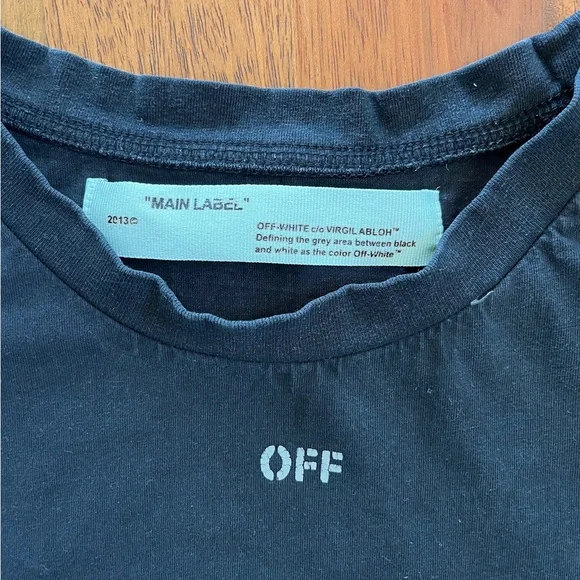 "MAIN LABEL"
2013©
OFF-WHITE c/o VIRGIL ABLOH™
Defining the grey area between black
and white as the color Off-White™
OFF